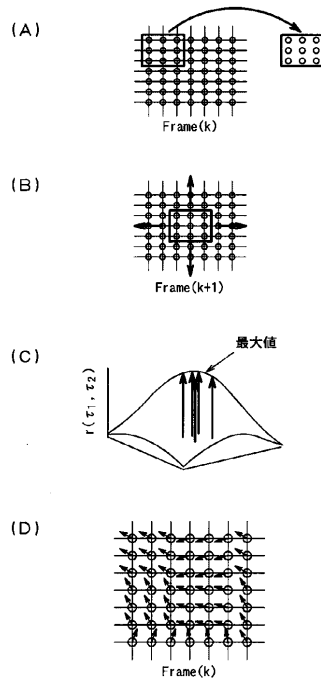 (A)
Frame(k)
(B)
Frame(k+1)
(C)
最大値
r(τ1, τ2)
(D)
Frame(k)